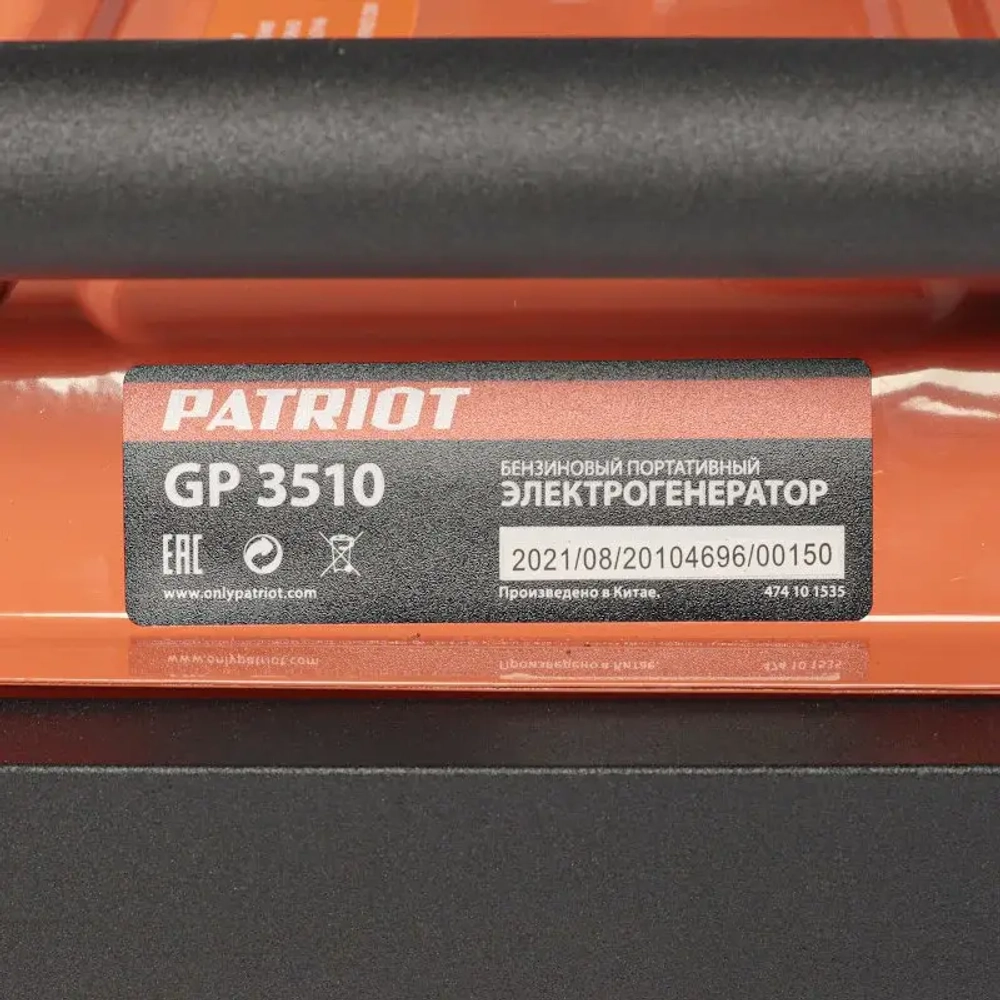 PATRIOT
GP 3510
БЕНЗИНОВЫЙ ПОРТАТИВНЫЙ
ЭЛЕКТРОГЕНЕРАТОР
EAC
2021/08/20104696/00150
www.onlypatriot.com
Произведено в Китае.
474 10 1535